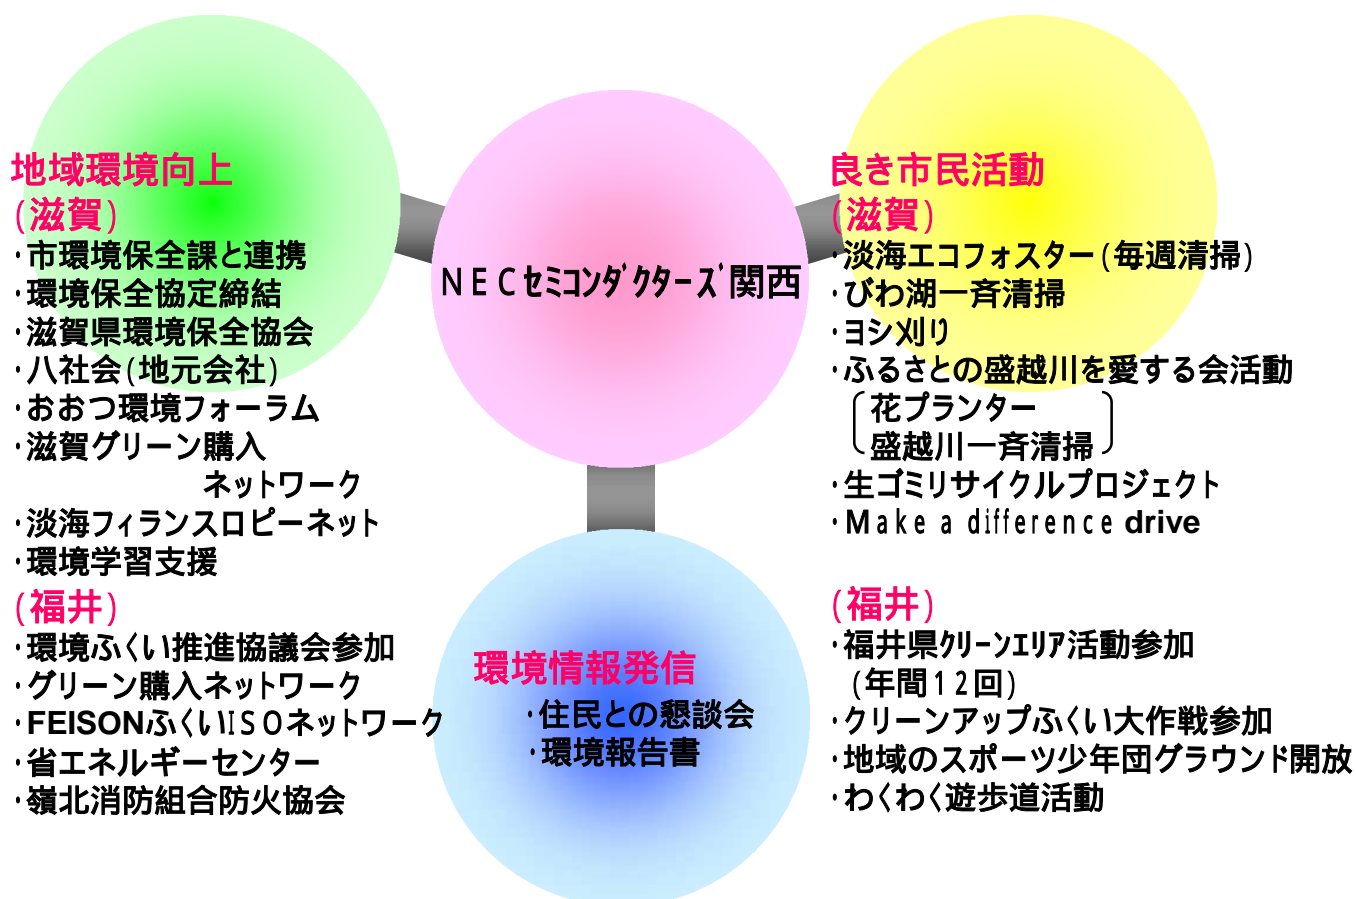 地域環境向上
(滋賀)
・市環境保全課と連携
・環境保全協定締結
・滋賀県環境保全協会
・八社会(地元会社)
・おおつ環境フォーラム
・滋賀グリーン購入
ネットワーク
・淡海フィランスロピーネット
・環境学習支援
(福井)
・環境ふくい推進協議会参加
・グリーン購入ネットワーク
・FEISONふくいISOネットワーク
・省エネルギーセンター
・嶺北消防組合防火協会
NECセミコンダクターズ関西
環境情報発信
・住民との懇談会
・環境報告書
良き市民活動
(滋賀)
・淡海エコフォスター(毎週清掃)
・びわ湖一斉清掃
・ヨシ刈り
・ふるさとの盛越川を愛する会活動
花プランター
盛越川一斉清掃
・生ゴミリサイクルプロジェクト
・Make a difference drive
(福井)
・福井県クリーンエリア活動参加
(年間12回)
・クリーンアップふくい大作戦参加
・地域のスポーツ少年団グラウンド開放
・わくわく遊歩道活動